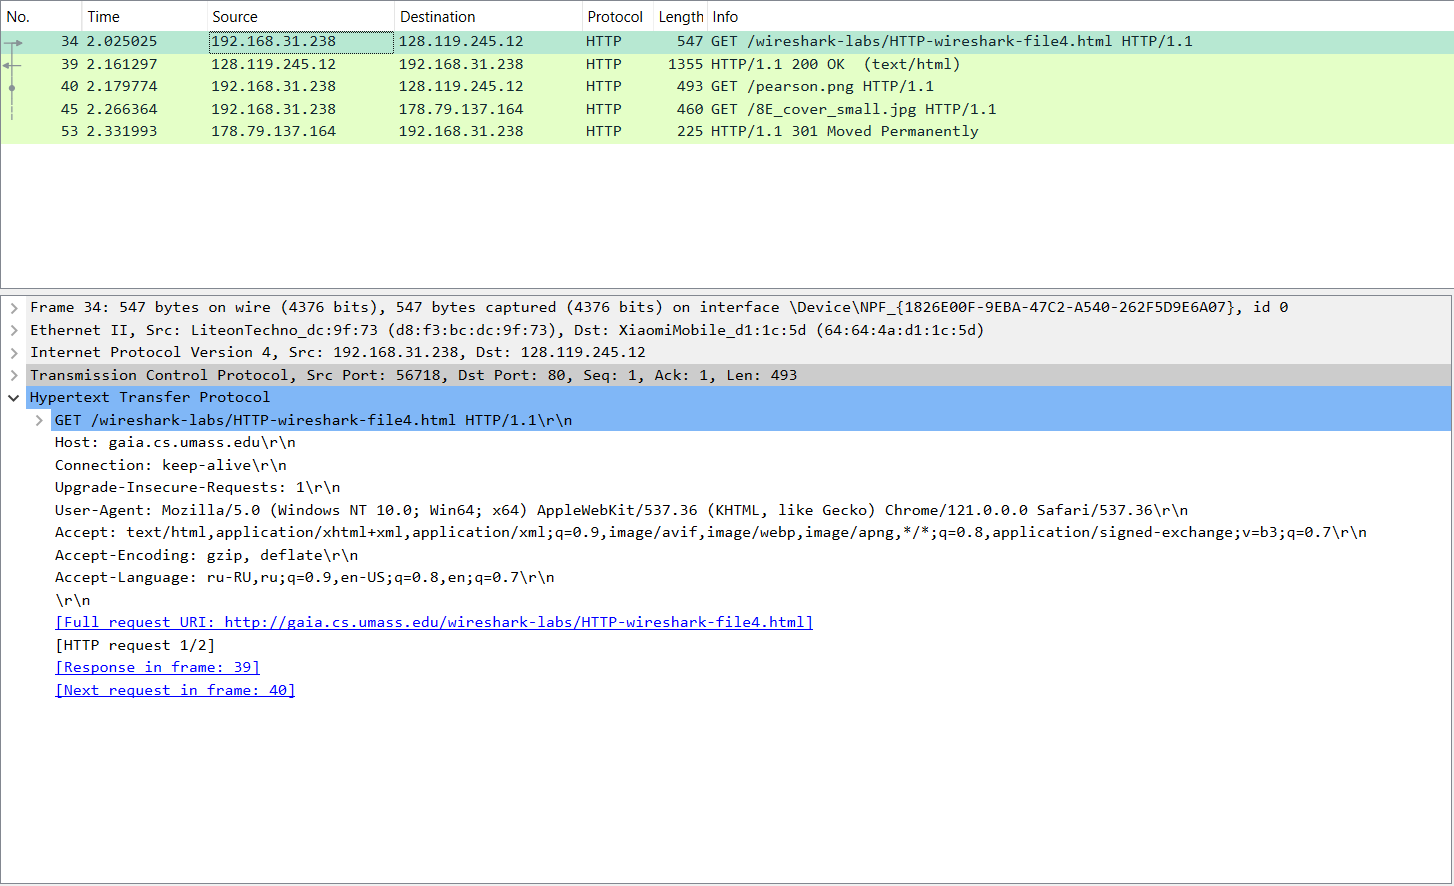 No. Time Source Destination Protocol Length Info
34 2.025025 192.168.31.238 128.119.245.12 HTTP 547 GET /wireshark-labs/HTTP-wireshark-file4.html HTTP/1.1
39 2.161297 128.119.245.12 192.168.31.238 HTTP 1355 HTTP/1.1 200 OK  (text/html)
40 2.179774 192.168.31.238 128.119.245.12 HTTP 493 GET /pearson.png HTTP/1.1
45 2.266364 192.168.31.238 178.79.137.164 HTTP 460 GET /8E_cover_small.jpg HTTP/1.1
53 2.331993 178.79.137.164 192.168.31.238 HTTP 225 HTTP/1.1 301 Moved Permanently
Frame 34: 547 bytes on wire (4376 bits), 547 bytes captured (4376 bits) on interface \Device\NPF_{1826E00F-9EBA-47C2-A540-262F5D9E6A07}, id 0
Ethernet II, Src: LiteonTechno_dc:9f:73 (d8:f3:bc:dc:9f:73), Dst: XiaomiMobile_d1:1c:5d (64:64:4a:d1:1c:5d)
Internet Protocol Version 4, Src: 192.168.31.238, Dst: 128.119.245.12
Transmission Control Protocol, Src Port: 56718, Dst Port: 80, Seq: 1, Ack: 1, Len: 493
Hypertext Transfer Protocol
GET /wireshark-labs/HTTP-wireshark-file4.html HTTP/1.1\r\n
Host: gaia.cs.umass.edu\r\n
Connection: keep-alive\r\n
Upgrade-Insecure-Requests: 1\r\n
User-Agent: Mozilla/5.0 (Windows NT 10.0; Win64; x64) AppleWebKit/537.36 (KHTML, like Gecko) Chrome/121.0.0.0 Safari/537.36\r\n
Accept: text/html,application/xhtml+xml,application/xml;q=0.9,image/avif,image/webp,image/apng,*/*;q=0.8,application/signed-exchange;v=b3;q=0.7\r\n
Accept-Encoding: gzip, deflate\r\n
Accept-Language: ru-RU,ru;q=0.9,en-US;q=0.8,en;q=0.7\r\n
\r\n
[Full request URI: http://gaia.cs.umass.edu/wireshark-labs/HTTP-wireshark-file4.html]
[HTTP request 1/2]
[Response in frame: 39]
[Next request in frame: 40]